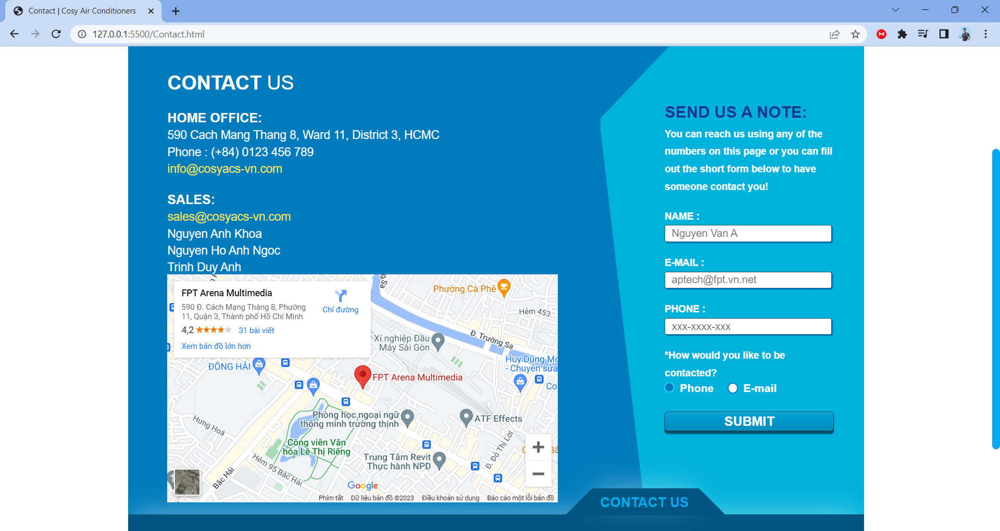 Contact | Cosy Air Conditioners
127.0.0.1:5500/Contact.html
CONTACT US
HOME OFFICE:
590 Cach Mang Thang 8, Ward 11, District 3, HCMC
Phone : (+84) 0123 456 789
info@cosyacs-vn.com
SALES:
sales@cosyacs-vn.com
Nguyen Anh Khoa
Nguyen Ho Anh Ngoc
Trinh Duy Anh
FPT Arena Multimedia
590 Đ. Cách Mạng Tháng 8, Phường
11, Quận 3, Thành phố Hồ Chí Minh
4,2
31 bài viết
Xem bản đồ lớn hơn
Chỉ đường
ng Sa
Phường Cà Phê
Hẻm 453
Đ. Trường Sa
Xí nghiệp Đầu
Máy Sài Gòn
Huy Dũng Mo
- Chuyên sửa
ĐÔNG HẢI
FPT Arena Multimedia
Co
Phòng học ngoại ngữ
thông minh trường thịnh
ATF Effects
Hưng Hoá
Công viên Văn
hóa Lê Thị Riêng
Đ. Đỗ Thị Lời
Trung Tâm Revit
Thực hành NPD
Hẻm 95 Bắc Hải
Bắc Hải
Google
Phím tắt
Dữ liệu bản đồ ©2023
Điều khoản sử dụng
Báo cáo một lỗi bản đồ
SEND US A NOTE:
You can reach us using any of the
numbers on this page or you can fill
out the short form below to have
someone contact you!
NAME :
Nguyen Van A
E-MAIL :
aptech@fpt.vn.net
PHONE :
xxx-xxxx-xxx
*How would you like to be
contacted?
Phone
E-mail
SUBMIT
CONTACT US